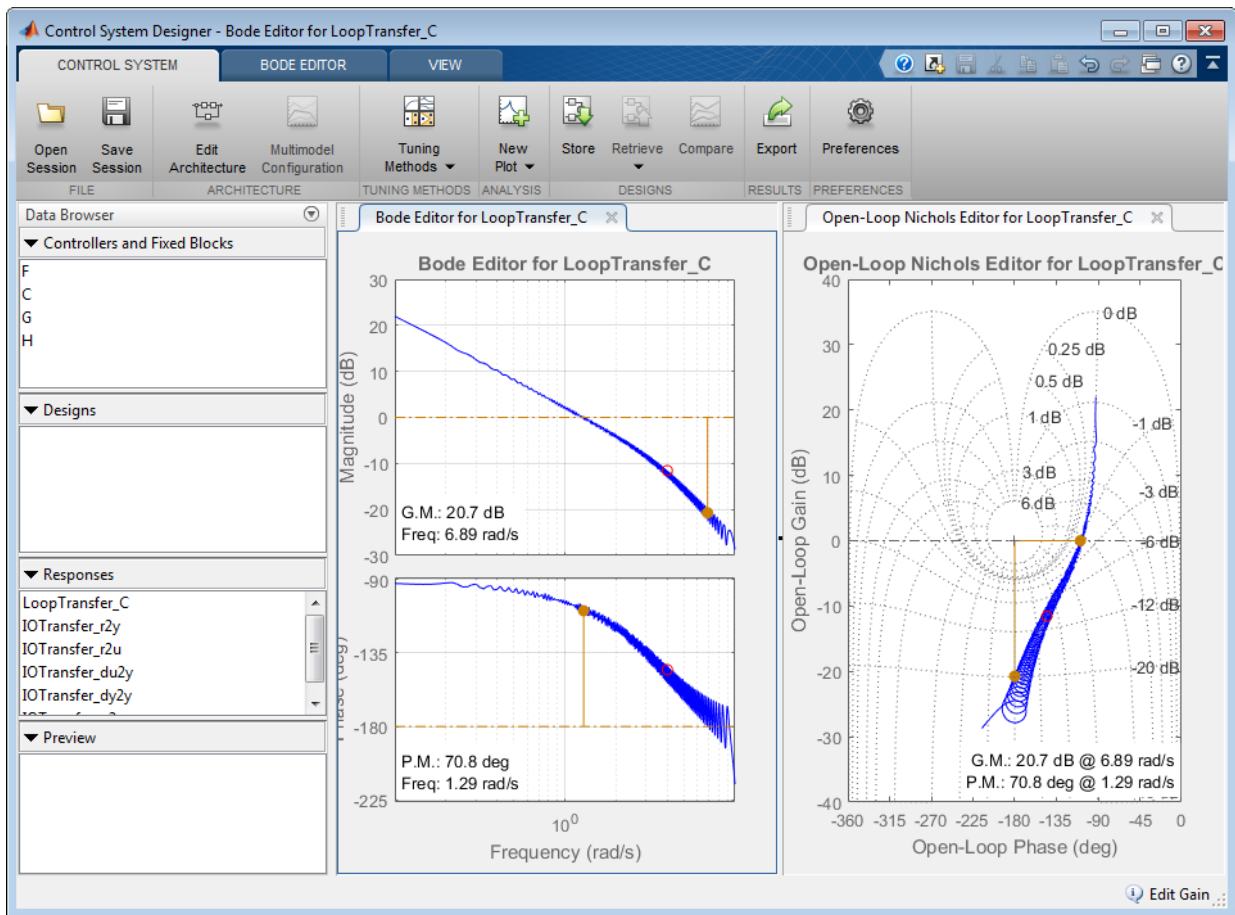 Control System Designer - Bode Editor for LoopTransfer_C
CONTROL SYSTEM
BODE EDITOR
VIEW
Open Session
Save Session
Edit Architecture
Multimodel Configuration
Tuning Methods
New Plot
Store
Retrieve
Compare
Export
Preferences
FILE
ARCHITECTURE
TUNING METHODS
ANALYSIS
DESIGNS
RESULTS
PREFERENCES
Data Browser
Controllers and Fixed Blocks
F
C
G
H
Designs
Responses
LoopTransfer_C
IOTransfer_r2y
IOTransfer_r2u
IOTransfer_du2y
IOTransfer_dy2y
Preview
Bode Editor for LoopTransfer_C
Bode Editor for LoopTransfer_C
Magnitude (dB)
30
20
10
0
-10
-20
-30
G.M.: 20.7 dB
Freq: 6.89 rad/s
Phase (deg)
-90
-135
-180
-225
P.M.: 70.8 deg
Freq: 1.29 rad/s
10⁰
Frequency (rad/s)
Open-Loop Nichols Editor for LoopTransfer_C
Open-Loop Nichols Editor for LoopTransfer_C
Open-Loop Gain (dB)
40
30
20
10
0
-10
-20
-30
-40
0 dB
0.25 dB
0.5 dB
1 dB
-1 dB
3 dB
-3 dB
6 dB
-6 dB
-12 dB
-20 dB
G.M.: 20.7 dB @ 6.89 rad/s
P.M.: 70.8 deg @ 1.29 rad/s
-360 -315 -270 -225 -180 -135 -90 -45 0
Open-Loop Phase (deg)
Edit Gain